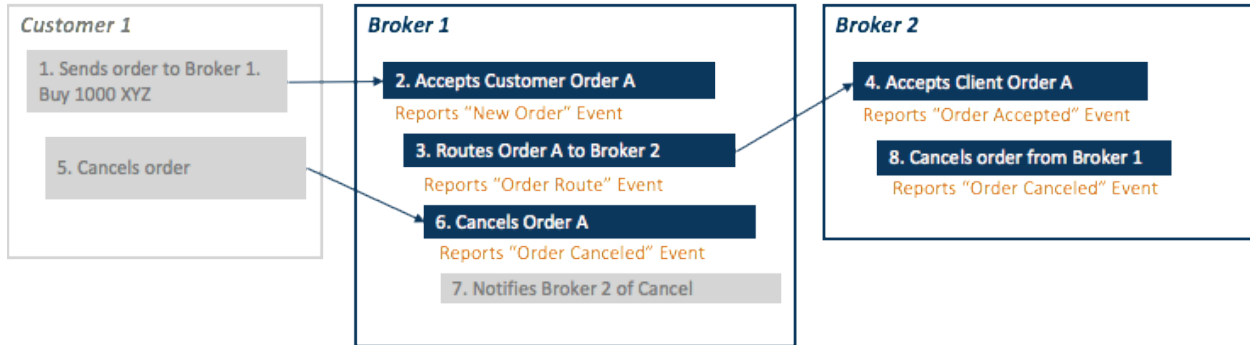 Customer 1
1. Sends order to Broker 1.
Buy 1000 XYZ
5. Cancels order
Broker 1
2. Accepts Customer Order A
Reports "New Order" Event
3. Routes Order A to Broker 2
Reports "Order Route" Event
6. Cancels Order A
Reports "Order Canceled" Event
7. Notifies Broker 2 of Cancel
Broker 2
4. Accepts Client Order A
Reports "Order Accepted" Event
8. Cancels order from Broker 1
Reports "Order Canceled" Event